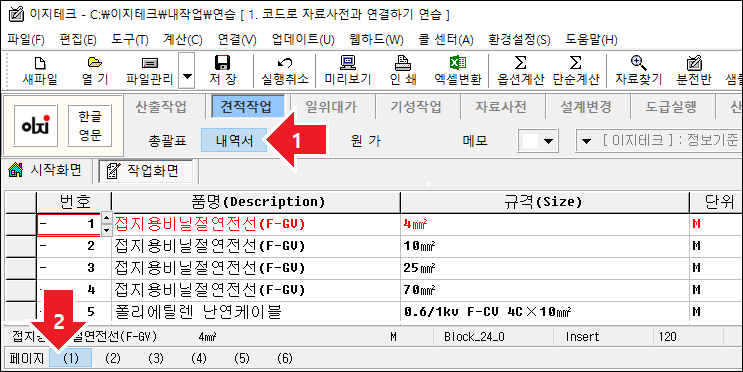 이지테크 - C:₩이지테크₩내작업₩연습 [ 1. 코드로 자료사전과 연결하기 연습 ]
파일(F) 편집(E) 도구(T) 계산(C) 연결(V) 업데이트(U) 웹하드(W) 콜 센터(A) 환경설정(S) 도움말(H)
새파일 열 기 파일관리 저 장 실행취소 미리보기 인 쇄 엑셀변환 옵션계산 단순계산 자료찾기 분전반
산출작업 견적작업 일위대가 기성작업 자료사전 설계변경 도급실행
한글
영문
총괄표 내역서 1 원 가 메모 [ 이지테크 ] : 정보기준
시작화면 작업화면
번호 품명(Description) 규격(Size) 단위
- 1 접지용비닐절연전선(F-GV) 4㎟ M
- 2 접지용비닐절연전선(F-GV) 10㎟ M
- 3 접지용비닐절연전선(F-GV) 25㎟ M
- 4 접지용비닐절연전선(F-GV) 70㎟ M
5 폴리에틸렌 난연케이블 0.6/1kv F-CV 4C×10㎟ M
2
접지용 절연전선(F-GV) 4㎟ M Block_24_0 Insert 120
페이지 (1) (2) (3) (4) (5) (6)